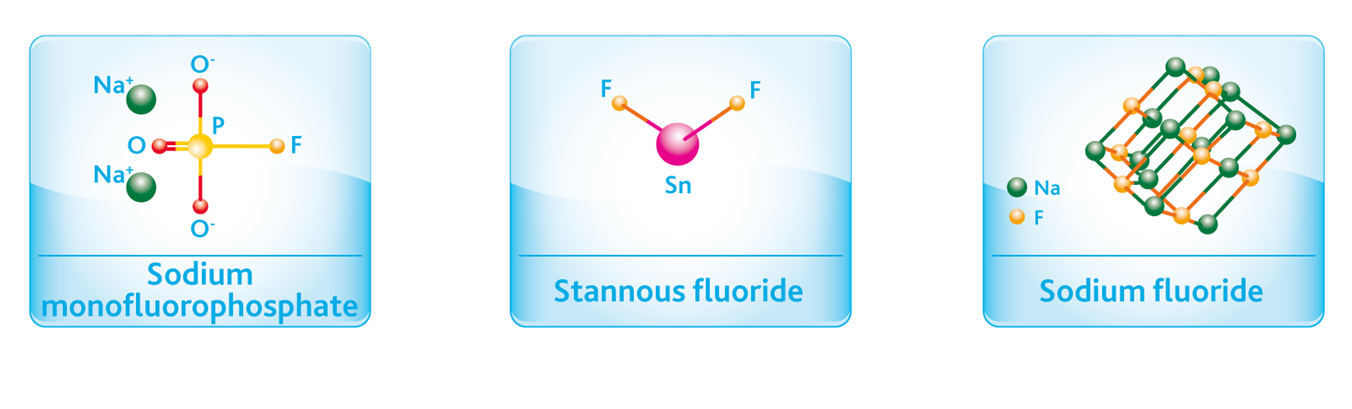 O⁻
Na⁺
P
O
F
Na⁺
O⁻
Sodium
monofluorophosphate
F
F
Sn
Stannous fluoride
Na
F
Sodium fluoride